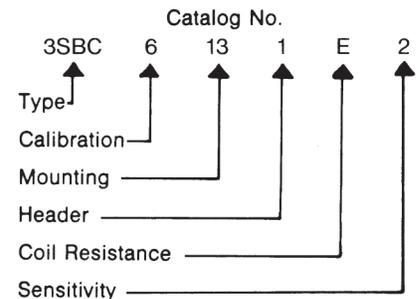 Catalog No.
3SBC 6 13 1 E 2
Type
Calibration
Mounting
Header
Coil Resistance
Sensitivity